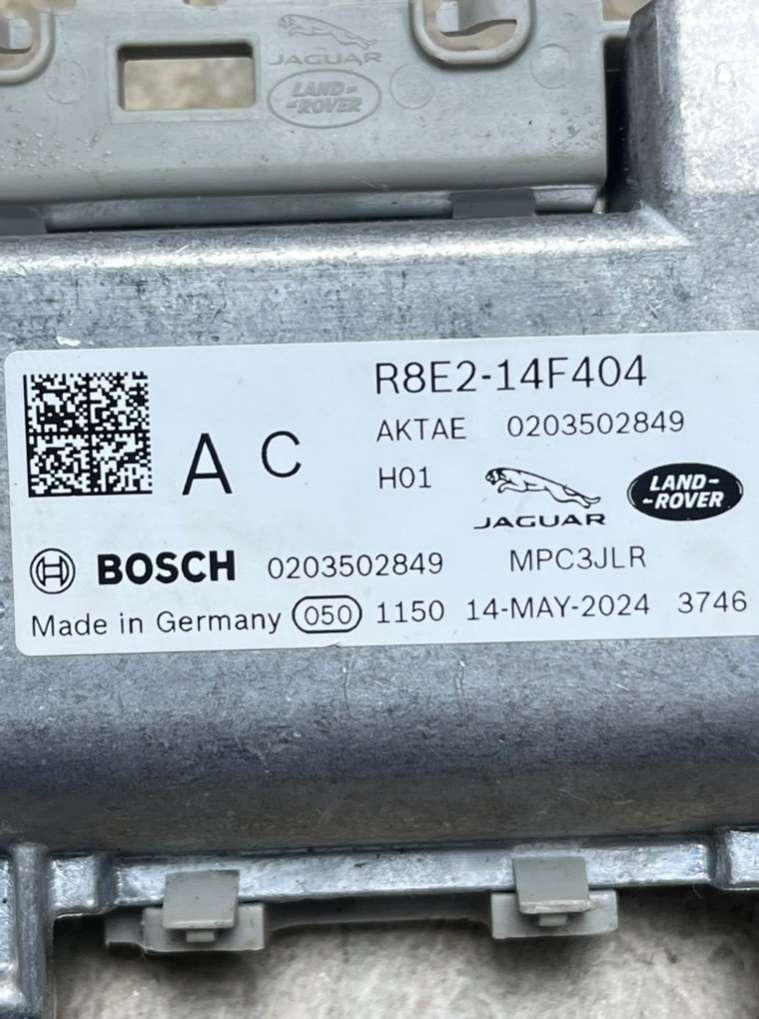 JAGUAR
LAND-
-ROVER
R8E2-14F404
AKTAE 0203502849
A C
H01
JAGUAR
LAND-
-ROVER
BOSCH 0203502849 MPC3JLR
Made in Germany 050 1150 14-MAY-2024 3746